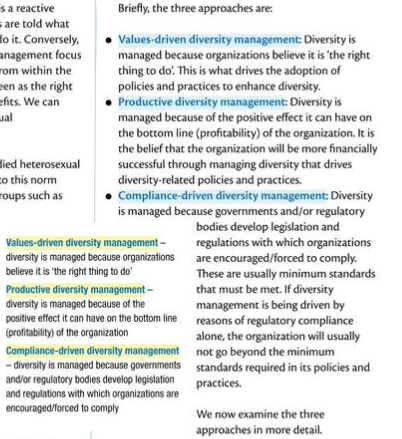 s a reactive
are told what
lo it. Conversely,
anagement focus
rom within the
een as the right
efits. We can
ual
lied heterosexual
to this norm
roups such as
Briefly, the three approaches are:
• Values-driven diversity management: Diversity is
managed because organizations believe it is 'the right
thing to do'. This is what drives the adoption of
policies and practices to enhance diversity.
• Productive diversity management: Diversity is
managed because of the positive effect it can have on
the bottom line (profitability) of the organization. It is
the belief that the organization will be more financially
successful through managing diversity that drives
diversity-related policies and practices.
• Compliance-driven diversity management: Diversity
is managed because governments and/or regulatory
bodies develop legislation and
regulations with which organizations
are encouraged/forced to comply.
These are usually minimum standards
that must be met. If diversity
management is being driven by
reasons of regulatory compliance
alone, the organization will usually
not go beyond the minimum
standards required in its policies and
practices.
We now examine the three
approaches in more detail.
Values-driven diversity management –
diversity is managed because organizations
believe it is 'the right thing to do'
Productive diversity management –
diversity is managed because of the
positive effect it can have on the bottom line
(profitability) of the organization
Compliance-driven diversity management
– diversity is managed because governments
and/or regulatory bodies develop legislation
and regulations with which organizations are
encouraged/forced to comply